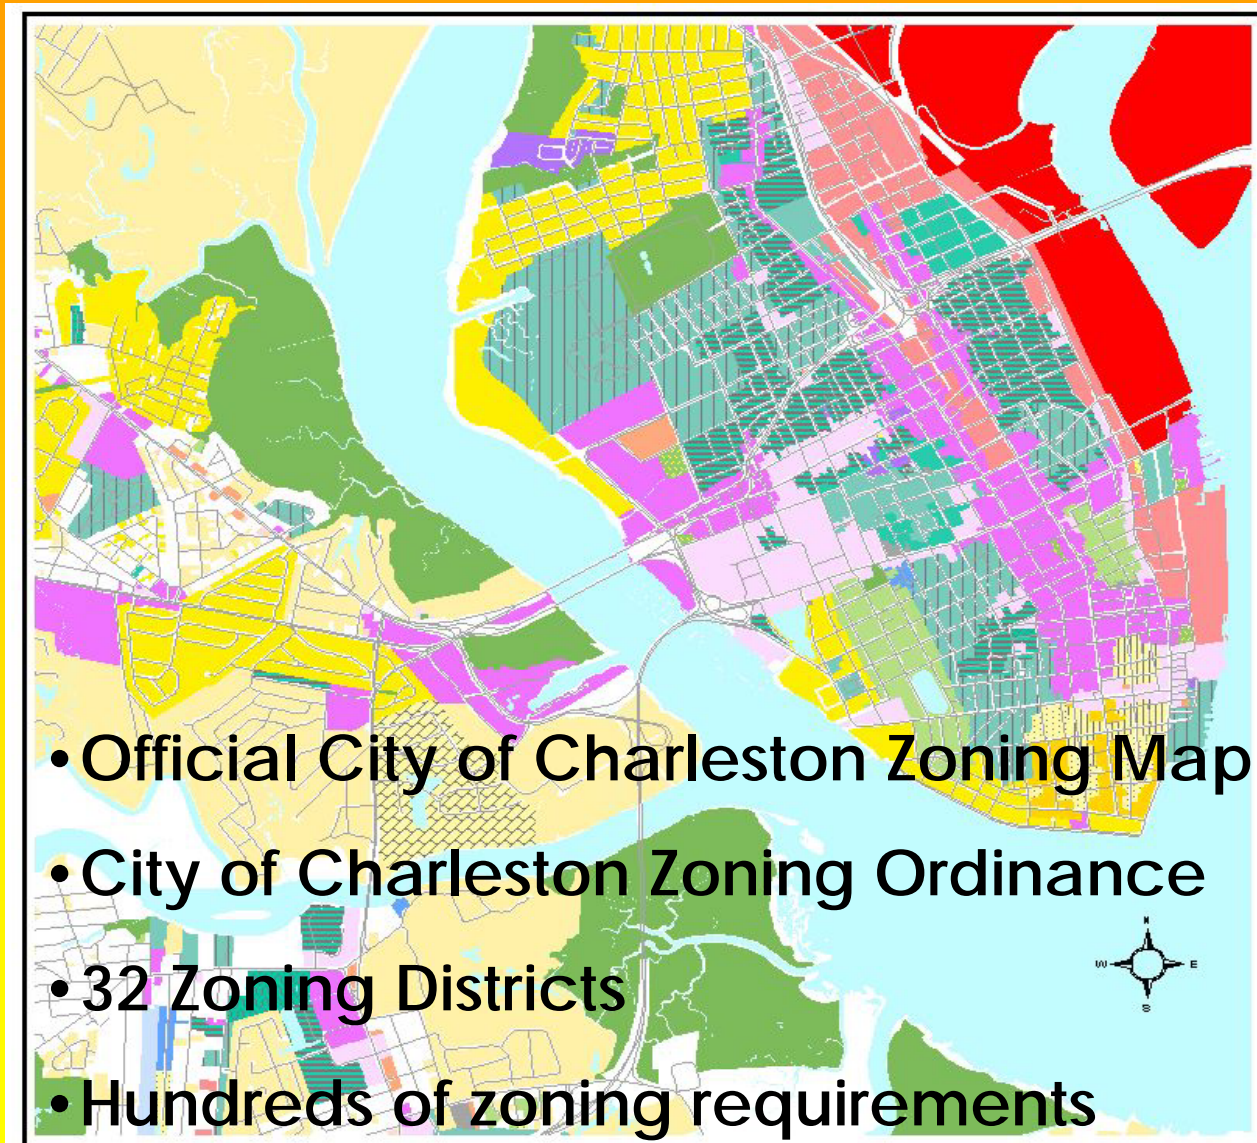 • Official City of Charleston Zoning Map
• City of Charleston Zoning Ordinance
N
W E
S
• 32 Zoning Districts
• Hundreds of zoning requirements